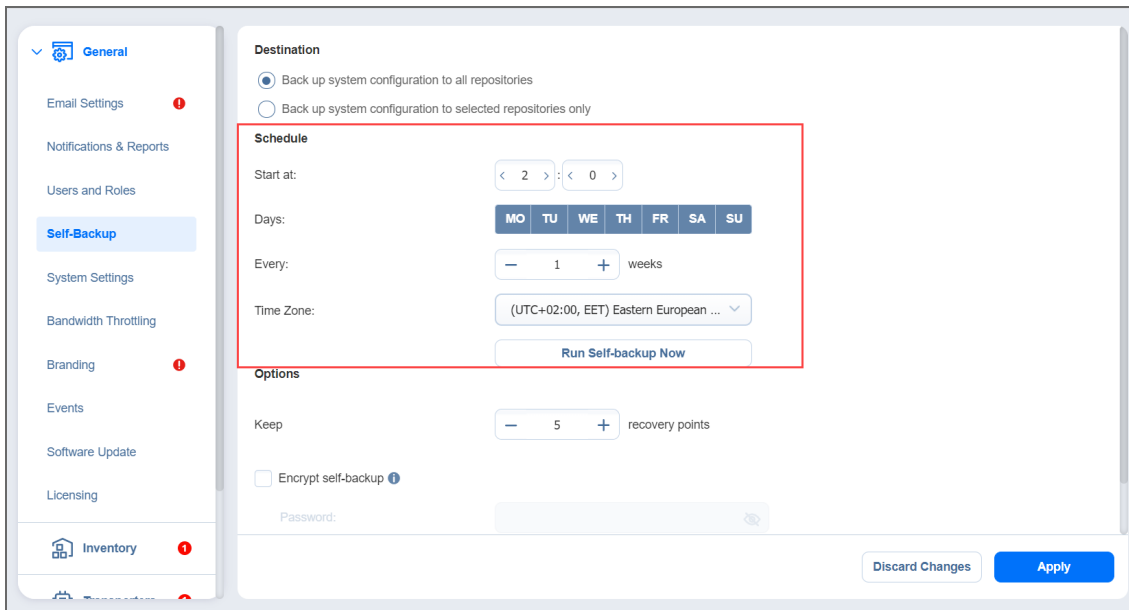 General
Email Settings
Notifications & Reports
Users and Roles
Self-Backup
System Settings
Bandwidth Throttling
Branding
Events
Software Update
Licensing
Inventory 1
Destination
Back up system configuration to all repositories
Back up system configuration to selected repositories only
Schedule
Start at: 2 : 0
Days: MO TU WE TH FR SA SU
Every: 1 weeks
Time Zone: (UTC+02:00, EET) Eastern European ...
Run Self-backup Now
Options
Keep 5 recovery points
Encrypt self-backup
Password:
Discard Changes Apply